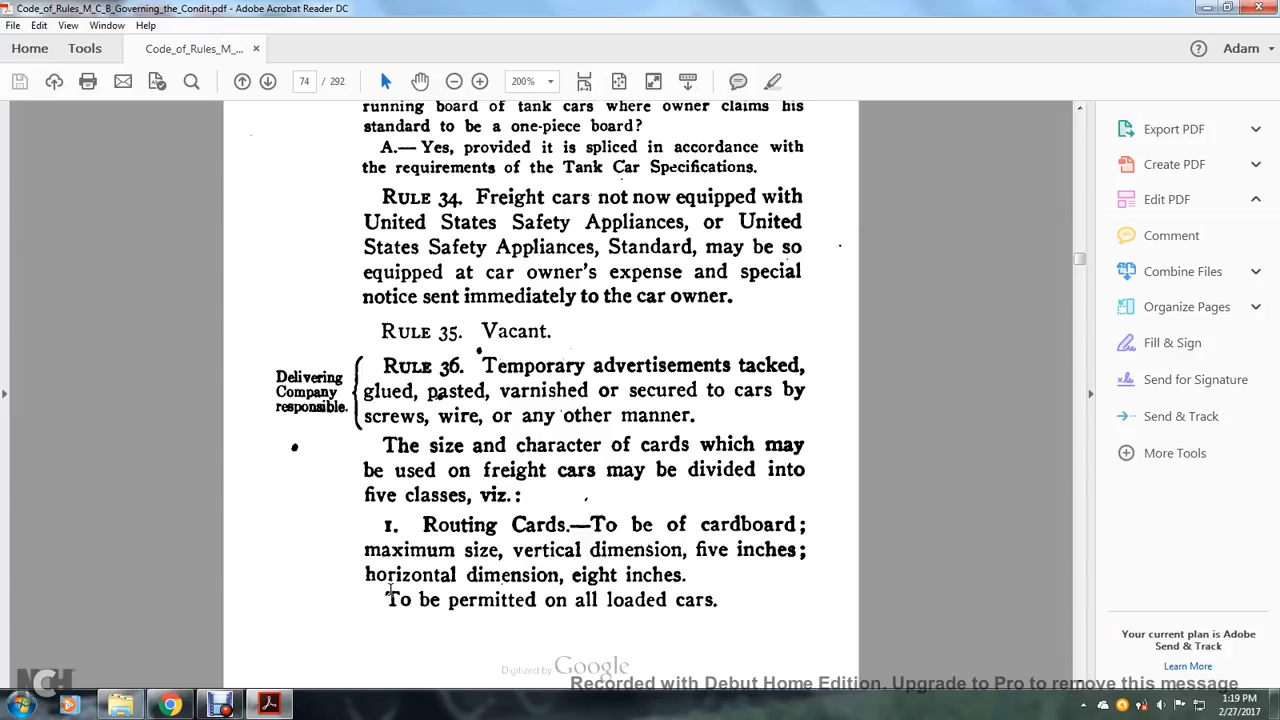 Code_of_Rules_M_C_B_Governing_the_Condit.pdf - Adobe Acrobat Reader DC
File Edit View Window Help
Home Tools Code_of_Rules_M_... × Adam
74 / 292 200%
running board of tank cars where owner claims his
standard to be a one-piece board?
A.— Yes, provided it is spliced in accordance with
the requirements of the Tank Car Specifications.
RULE 34. Freight cars not now equipped with
United States Safety Appliances, or United
States Safety Appliances, Standard, may be so
equipped at car owner's expense and special
notice sent immediately to the car owner.
RULE 35. Vacant.
Delivering
Company
responsible.
RULE 36. Temporary advertisements tacked,
glued, pasted, varnished or secured to cars by
screws, wire, or any other manner.
The size and character of cards which may
be used on freight cars may be divided into
five classes, viz.:
1. Routing Cards.—To be of cardboard;
maximum size, vertical dimension, five inches;
horizontal dimension, eight inches.
To be permitted on all loaded cars.
Digitized by Google
Export PDF
Create PDF
Edit PDF
Comment
Combine Files
Organize Pages
Fill & Sign
Send for Signature
Send & Track
More Tools
Your current plan is Adobe
Send & Track
Learn More
NCH
Recorded with Debut Home Edition. Upgrade to Pro to remove this message
1:19 PM
2/27/2017